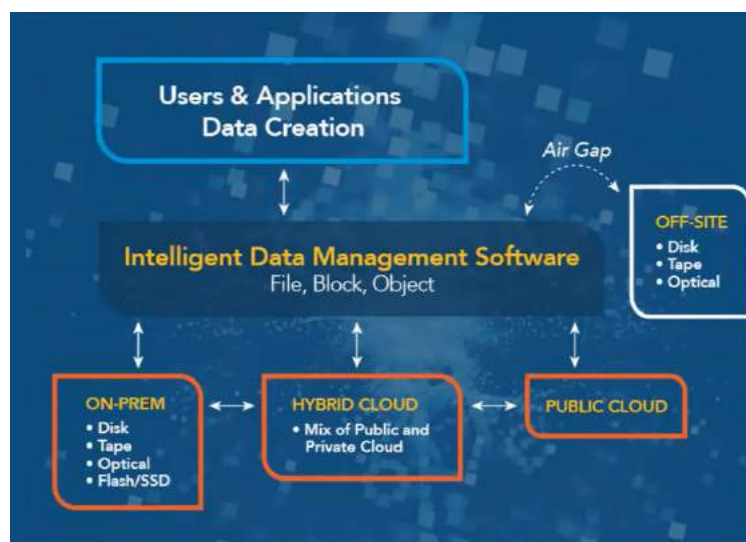 Users & Applications
Data Creation
Air Gap
OFF-SITE
• Disk
• Tape
• Optical
Intelligent Data Management Software
File, Block, Object
ON-PREM
• Disk
• Tape
• Optical
• Flash/SSD
HYBRID CLOUD
• Mix of Public and
Private Cloud
PUBLIC CLOUD